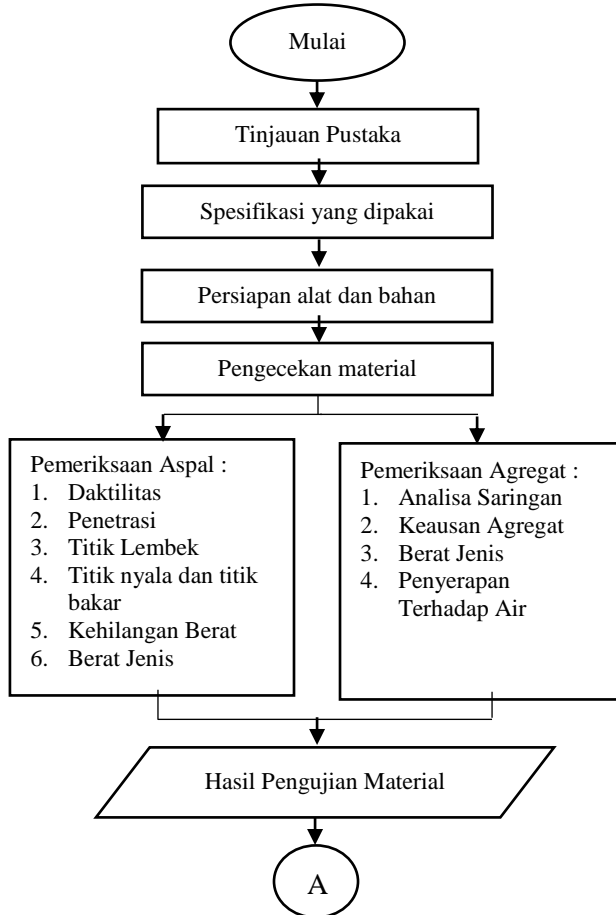 Mulai
Tinjauan Pustaka
Spesifikasi yang dipakai
Persiapan alat dan bahan
Pengecekan material
Pemeriksaan Aspal :
1. Daktilitas
2. Penetrasi
3. Titik Lembek
4. Titik nyala dan titik
bakar
5. Kehilangan Berat
6. Berat Jenis
Pemeriksaan Agregat :
1. Analisa Saringan
2. Keausan Agregat
3. Berat Jenis
4. Penyerapan
Terhadap Air
Hasil Pengujian Material
A